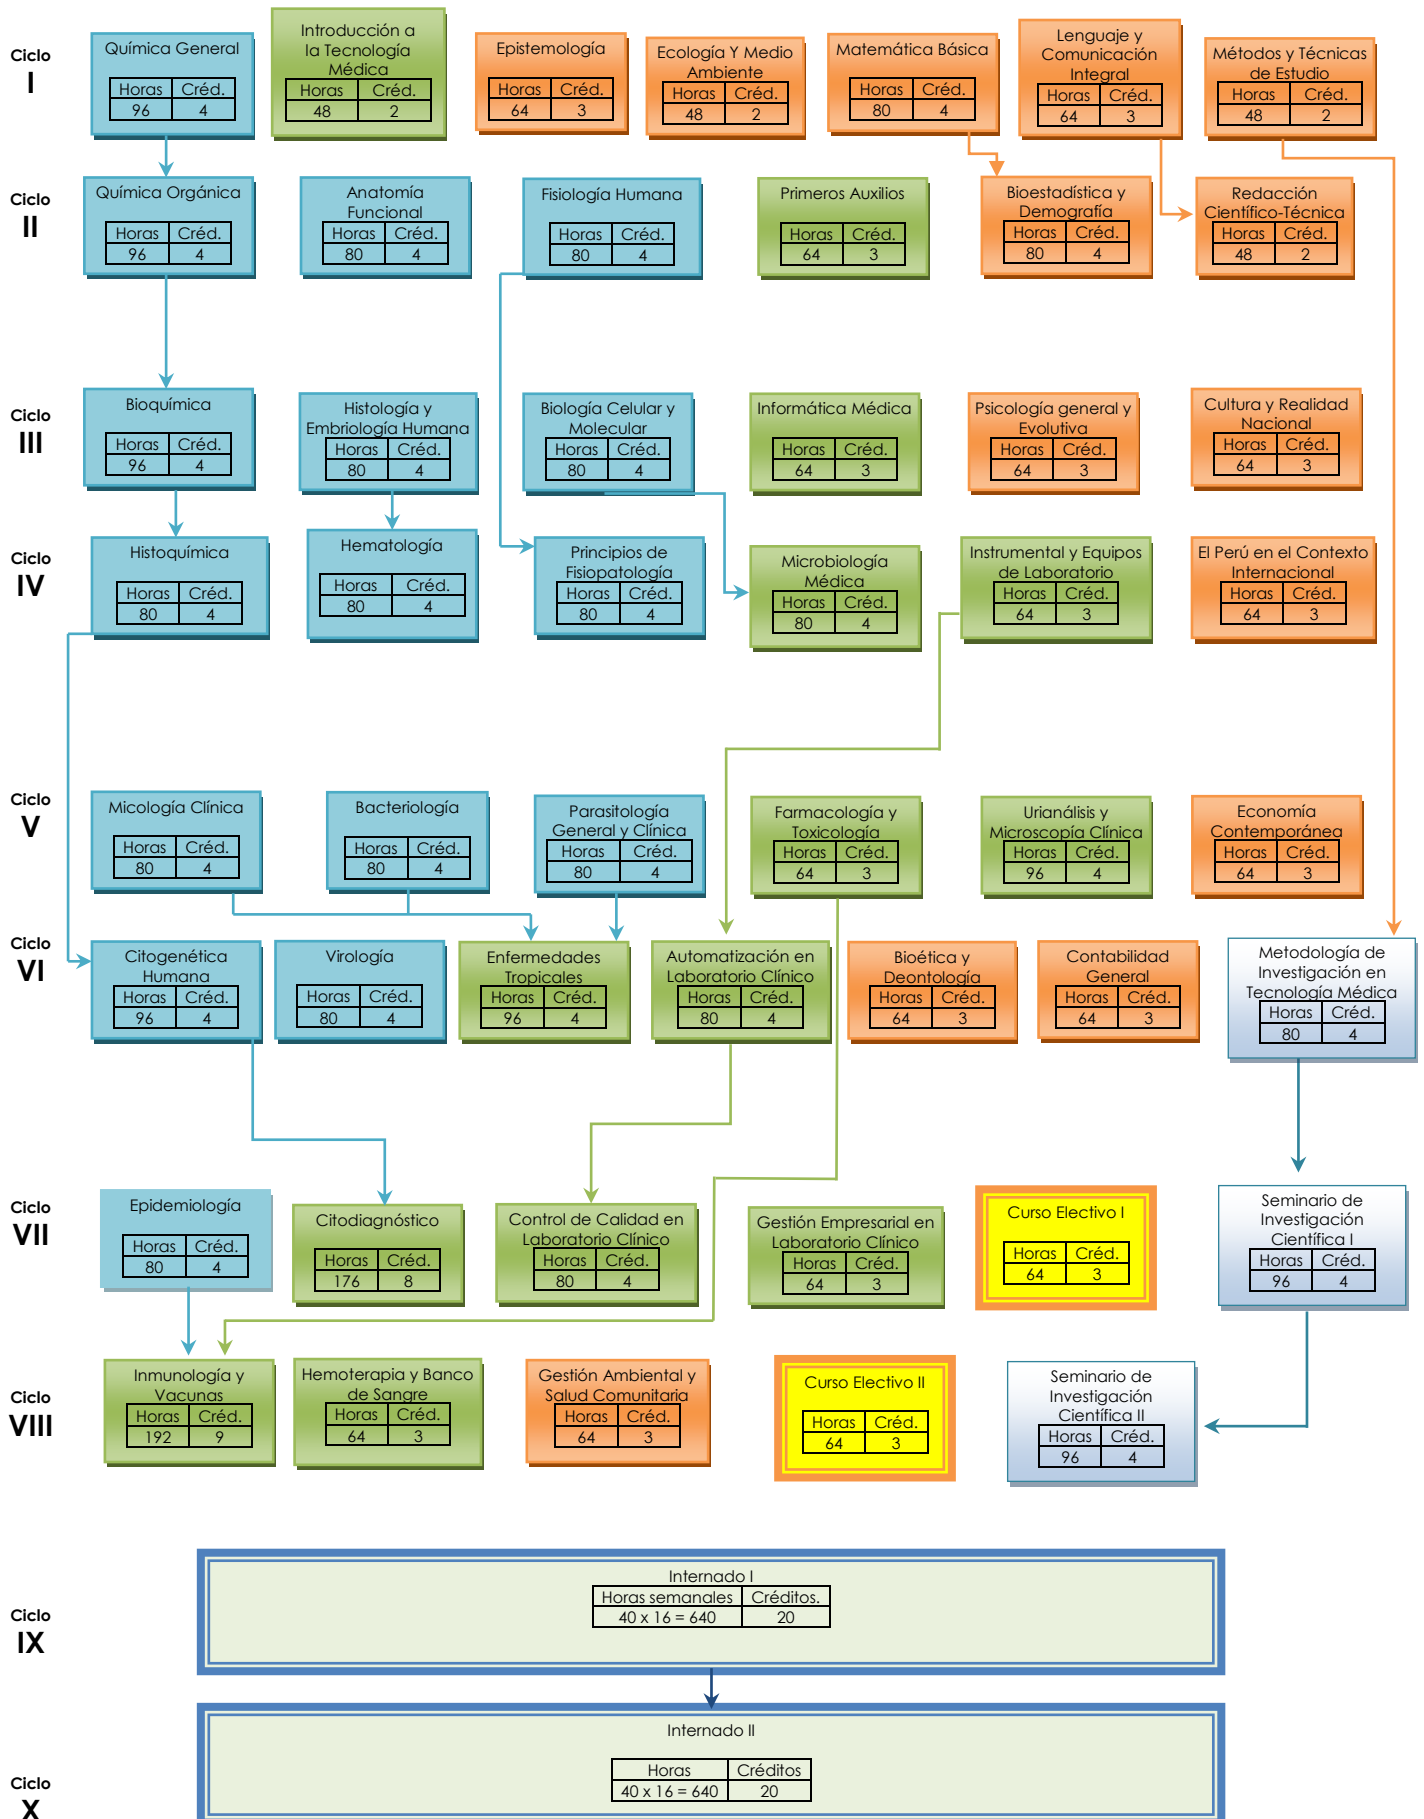 Ciclo
I
Química General
Horas Créd.
96 4
Introducción a
la Tecnología
Médica
Horas Créd.
48 2
Epistemología
Horas Créd.
64 3
Ecología Y Medio
Ambiente
Horas Créd.
48 2
Matemática Básica
Horas Créd.
80 4
Lenguaje y
Comunicación
Integral
Horas Créd.
64 3
Métodos y Técnicas
de Estudio
Horas Créd.
48 2
Ciclo
II
Química Orgánica
Horas Créd.
96 4
Anatomía
Funcional
Horas Créd.
80 4
Fisiología Humana
Horas Créd.
80 4
Primeros Auxilios
Horas Créd.
64 3
Bioestadística y
Demografía
Horas Créd.
80 4
Redacción
Científico-Técnica
Horas Créd.
48 2
Ciclo
III
Bioquímica
Horas Créd.
96 4
Histología y
Embriología Humana
Horas Créd.
80 4
Biología Celular y
Molecular
Horas Créd.
80 4
Informática Médica
Horas Créd.
64 3
Psicología general y
Evolutiva
Horas Créd.
64 3
Cultura y Realidad
Nacional
Horas Créd.
64 3
Ciclo
IV
Histoquímica
Horas Créd.
80 4
Hematología
Horas Créd.
80 4
Principios de
Fisiopatología
Horas Créd.
80 4
Microbiología
Médica
Horas Créd.
80 4
Instrumental y Equipos
de Laboratorio
Horas Créd.
64 3
El Perú en el Contexto
Internacional
Horas Créd.
64 3
Ciclo
V
Micología Clínica
Horas Créd.
80 4
Bacteriología
Horas Créd.
80 4
Parasitología
General y Clínica
Horas Créd.
80 4
Farmacología y
Toxicología
Horas Créd.
64 3
Urianálisis y
Microscopía Clínica
Horas Créd.
96 4
Economía
Contemporánea
Horas Créd.
64 3
Ciclo
VI
Citogenética
Humana
Horas Créd.
96 4
Virología
Horas Créd.
80 4
Enfermedades
Tropicales
Horas Créd.
96 4
Automatización en
Laboratorio Clínico
Horas Créd.
80 4
Bioética y
Deontología
Horas Créd.
64 3
Contabilidad
General
Horas Créd.
64 3
Metodología de
Investigación en
Tecnología Médica
Horas Créd.
80 4
Ciclo
VII
Epidemiología
Horas Créd.
80 4
Citodiagnóstico
Horas Créd.
176 8
Control de Calidad en
Laboratorio Clínico
Horas Créd.
80 4
Gestión Empresarial en
Laboratorio Clínico
Horas Créd.
64 3
Curso Electivo I
Horas Créd.
64 3
Seminario de
Investigación
Científica I
Horas Créd.
96 4
Ciclo
VIII
Inmunología y
Vacunas
Horas Créd.
192 9
Hemoterapia y Banco
de Sangre
Horas Créd.
64 3
Gestión Ambiental y
Salud Comunitaria
Horas Créd.
64 3
Curso Electivo II
Horas Créd.
64 3
Seminario de
Investigación
Científica II
Horas Créd.
96 4
Ciclo
IX
Internado I
Horas semanales Créditos.
40 x 16 = 640 20
Ciclo
X
Internado II
Horas Créditos
40 x 16 = 640 20